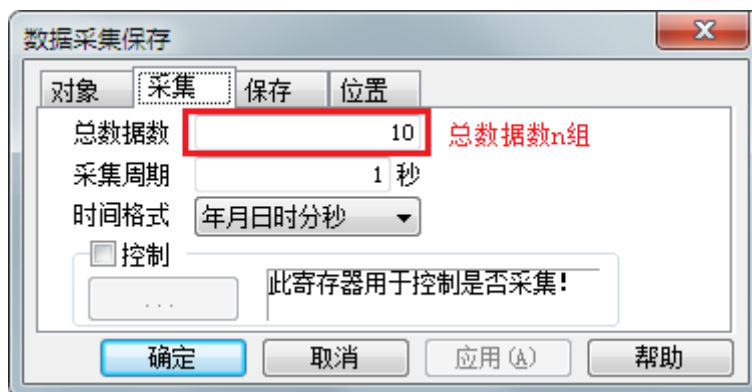 数据采集保存
对象 采集 保存 位置
总数据数 10 总数据数n组
采集周期 1 秒
时间格式 年月日时分秒
控制
... 此寄存器用于控制是否采集!
确定 取消 应用(A) 帮助